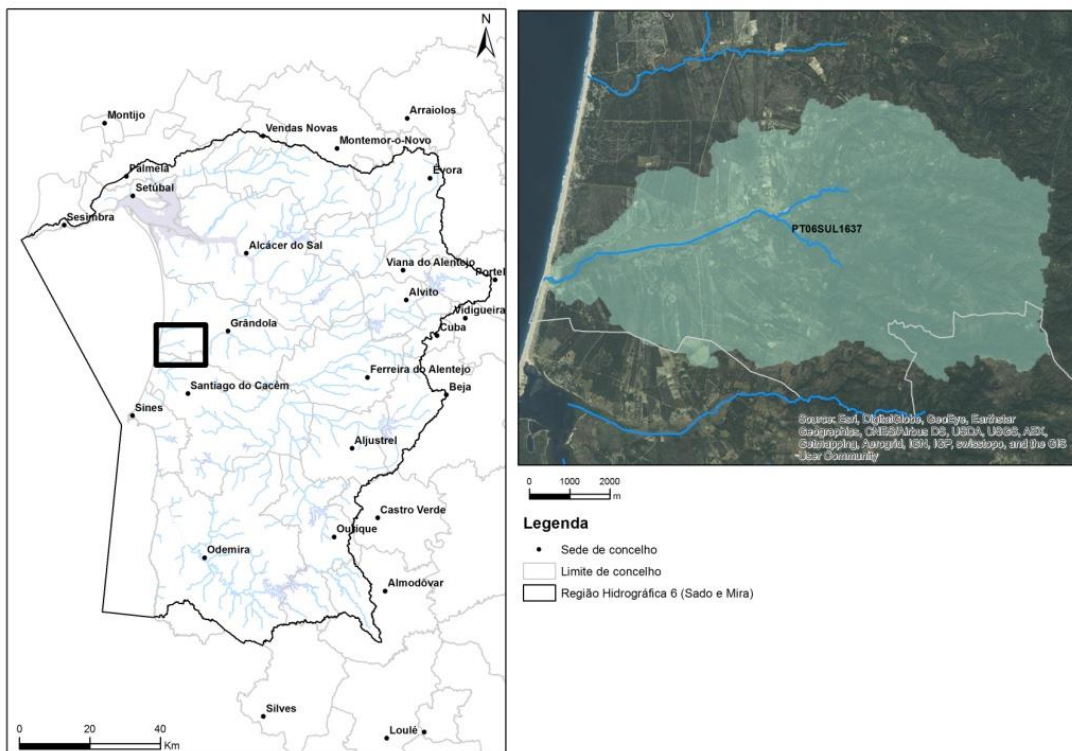 N
Montijo
Arraiolos
Vendas Novas
Montemor-o-Novo
Palmela
Évora
Setúbal
Sesimbra
Alcácer do Sal
Viana do Alentejo
Portel
Alvito
Vidigueira
Grândola
Cuba
Ferreira do Alentejo
Santiago do Cacém
Beja
Sines
Aljustrel
Castro Verde
Ourique
Odemira
Almodôvar
Silves
Loulé
0 20 40
Km
PT06SUL1637
Source: Esri, DigitalGlobe, GeoEye, Earthstar
Geographics, CNES/Airbus DS, USDA, USGS, AEX,
Getmapping, Aerogrid, IGN, IGP, swisstopo, and the GIS
User Community
0 1000 2000
m
Legenda
Sede de concelho
Limite de concelho
Região Hidrográfica 6 (Sado e Mira)